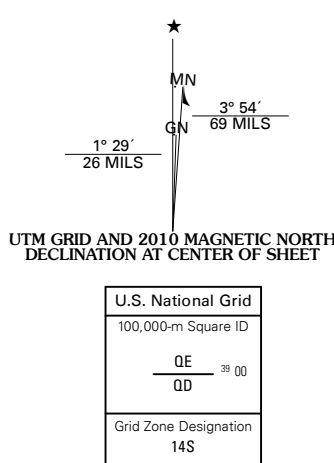 ★
MN
GN
3° 54´
69 MILS
1° 29´
26 MILS
UTM GRID AND 2010 MAGNETIC NORTH
DECLINATION AT CENTER OF SHEET
U.S. National Grid
100,000-m Square ID
QE
39 00
QD
Grid Zone Designation
14S